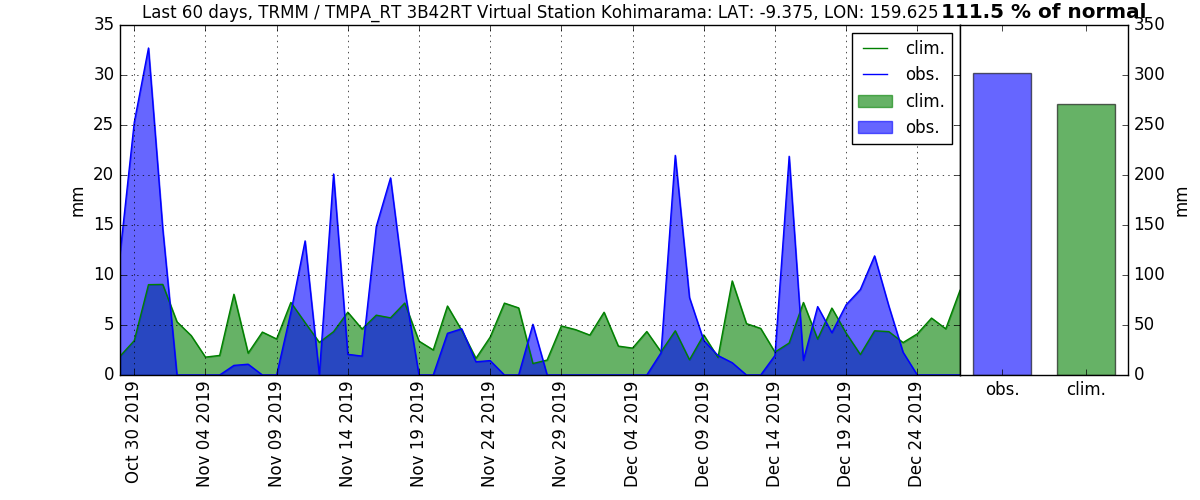 Last 60 days, TRMM / TMPA_RT 3B42RT Virtual Station Kohimarama: LAT: -9.375, LON: 159.625 111.5 % of normal
35
30
25
20
15
10
5
0
mm
clim.
obs.
clim.
obs.
350
300
250
200
150
100
50
0
mm
Oct 30 2019
Nov 04 2019
Nov 09 2019
Nov 14 2019
Nov 19 2019
Nov 24 2019
Nov 29 2019
Dec 04 2019
Dec 09 2019
Dec 14 2019
Dec 19 2019
Dec 24 2019
obs. clim.